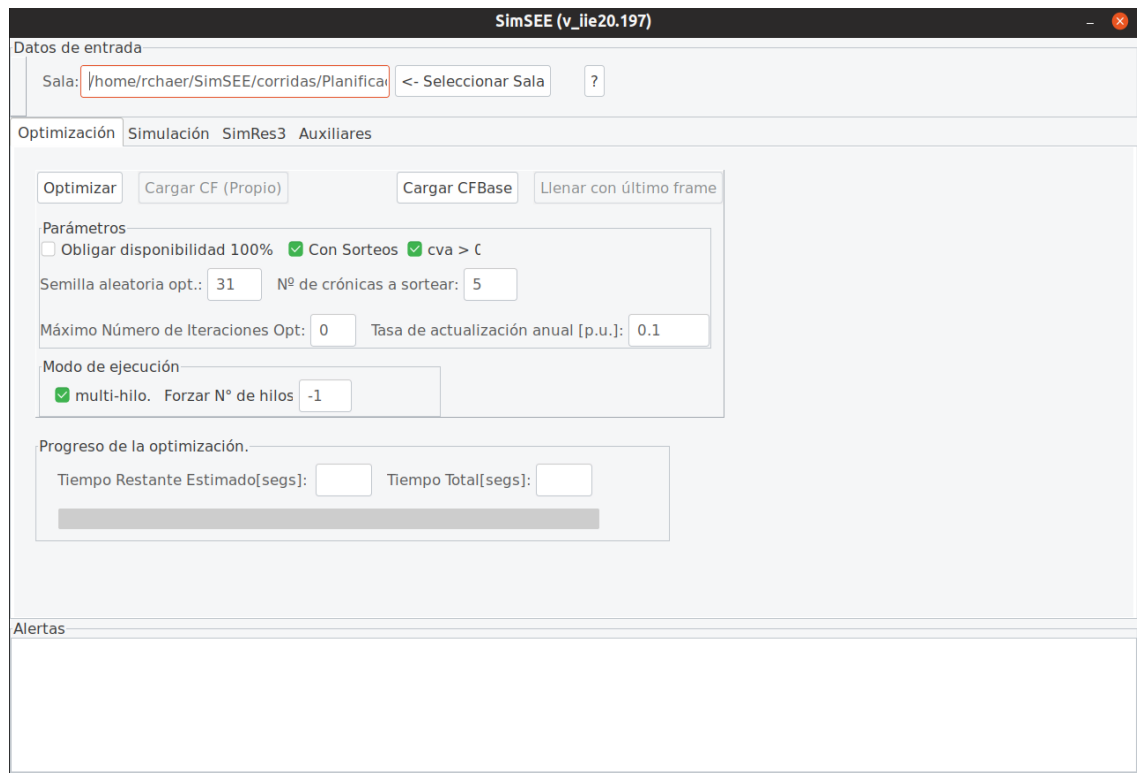 SimSEE (v_iie20.197)
Datos de entrada
Sala: /home/rchaer/SimSEE/corridas/Planifica <- Seleccionar Sala ?
Optimización Simulación SimRes3 Auxiliares
Optimizar Cargar CF (Propio) Cargar CFBase Llenar con último frame
Parámetros
Obligar disponibilidad 100% Con Sorteos cva > 0
Semilla aleatoria opt.: 31 Nº de crónicas a sortear: 5
Máximo Número de Iteraciones Opt: 0 Tasa de actualización anual [p.u.]: 0.1
Modo de ejecución
multi-hilo. Forzar N° de hilos -1
Progreso de la optimización.
Tiempo Restante Estimado[segs]: Tiempo Total[segs]:
Alertas